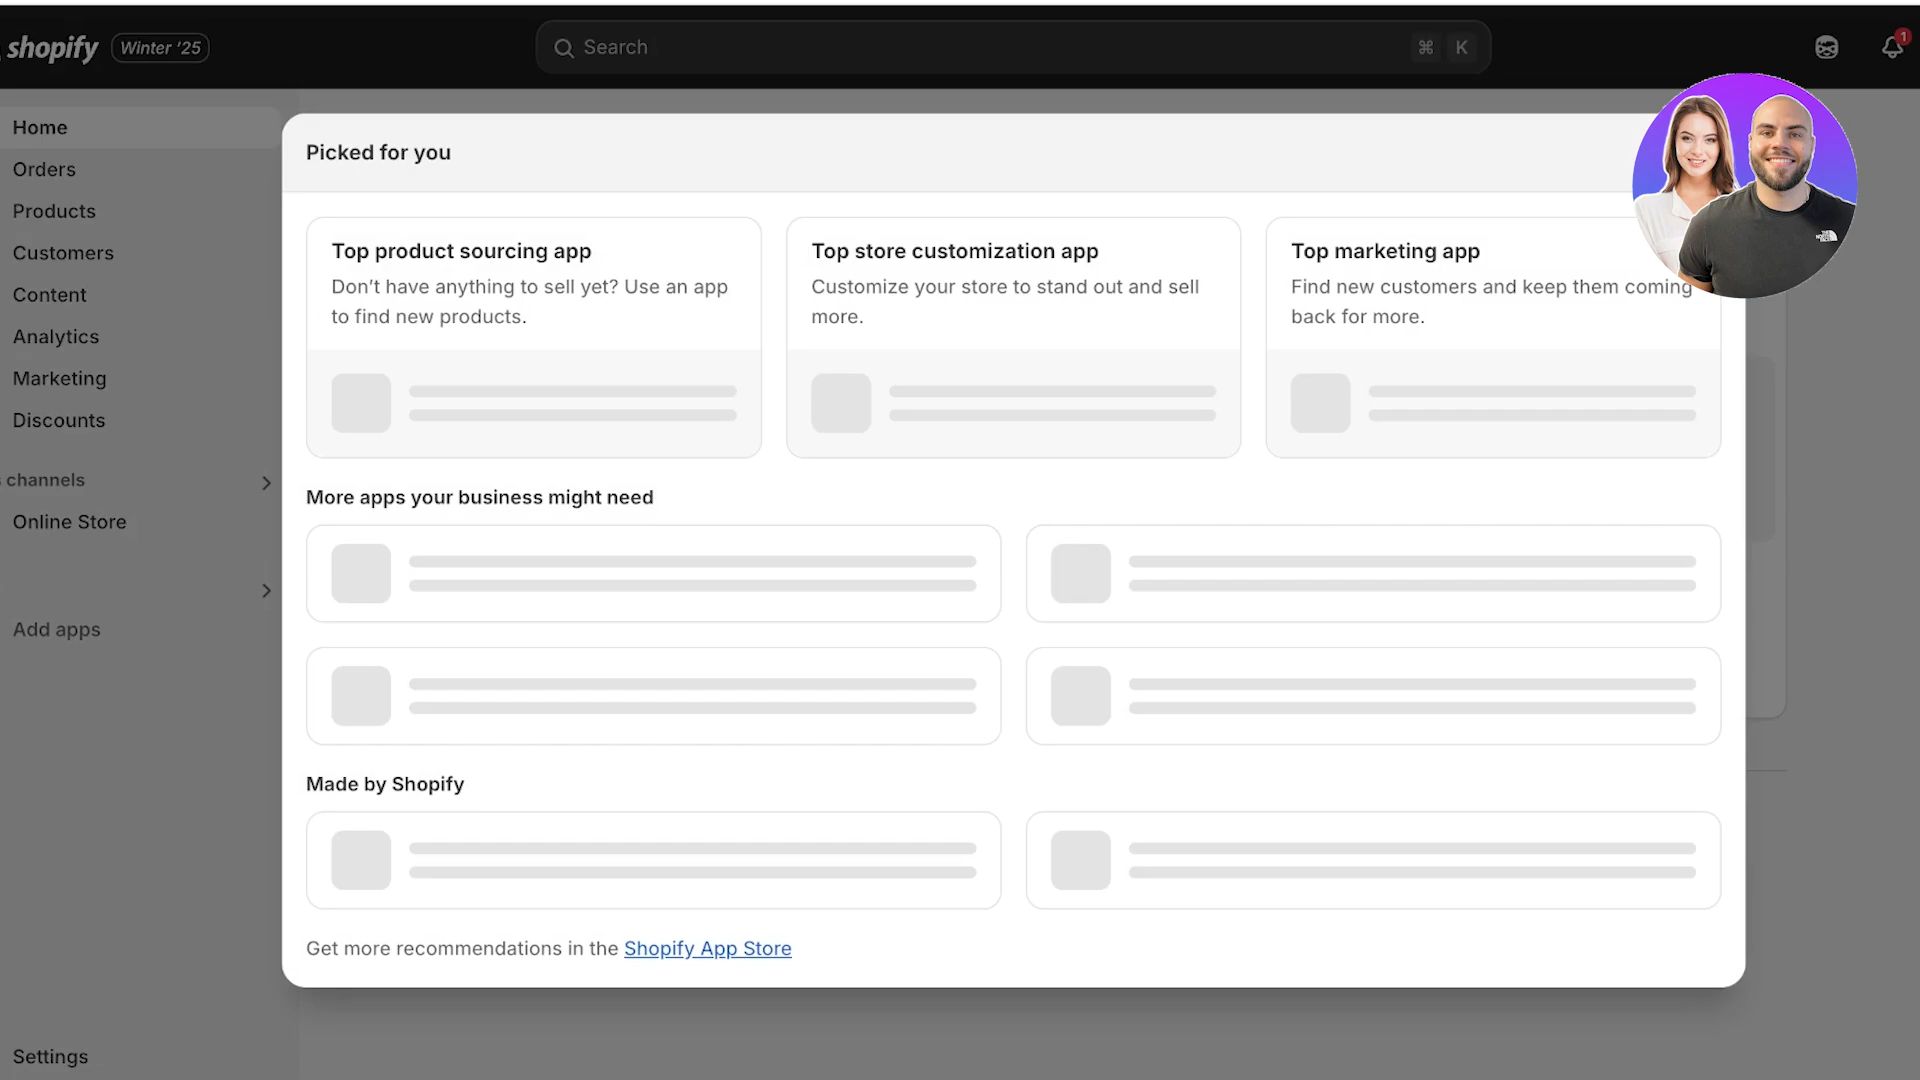 shopify
Winter '25
Search
⌘ K
1
Home
Orders
Products
Customers
Content
Analytics
Marketing
Discounts
s channels
Online Store
Add apps
Settings
Picked for you
Top product sourcing app
Don’t have anything to sell yet? Use an app
to find new products.
Top store customization app
Customize your store to stand out and sell
more.
Top marketing app
Find new customers and keep them coming
back for more.
More apps your business might need
Made by Shopify
Get more recommendations in the Shopify App Store